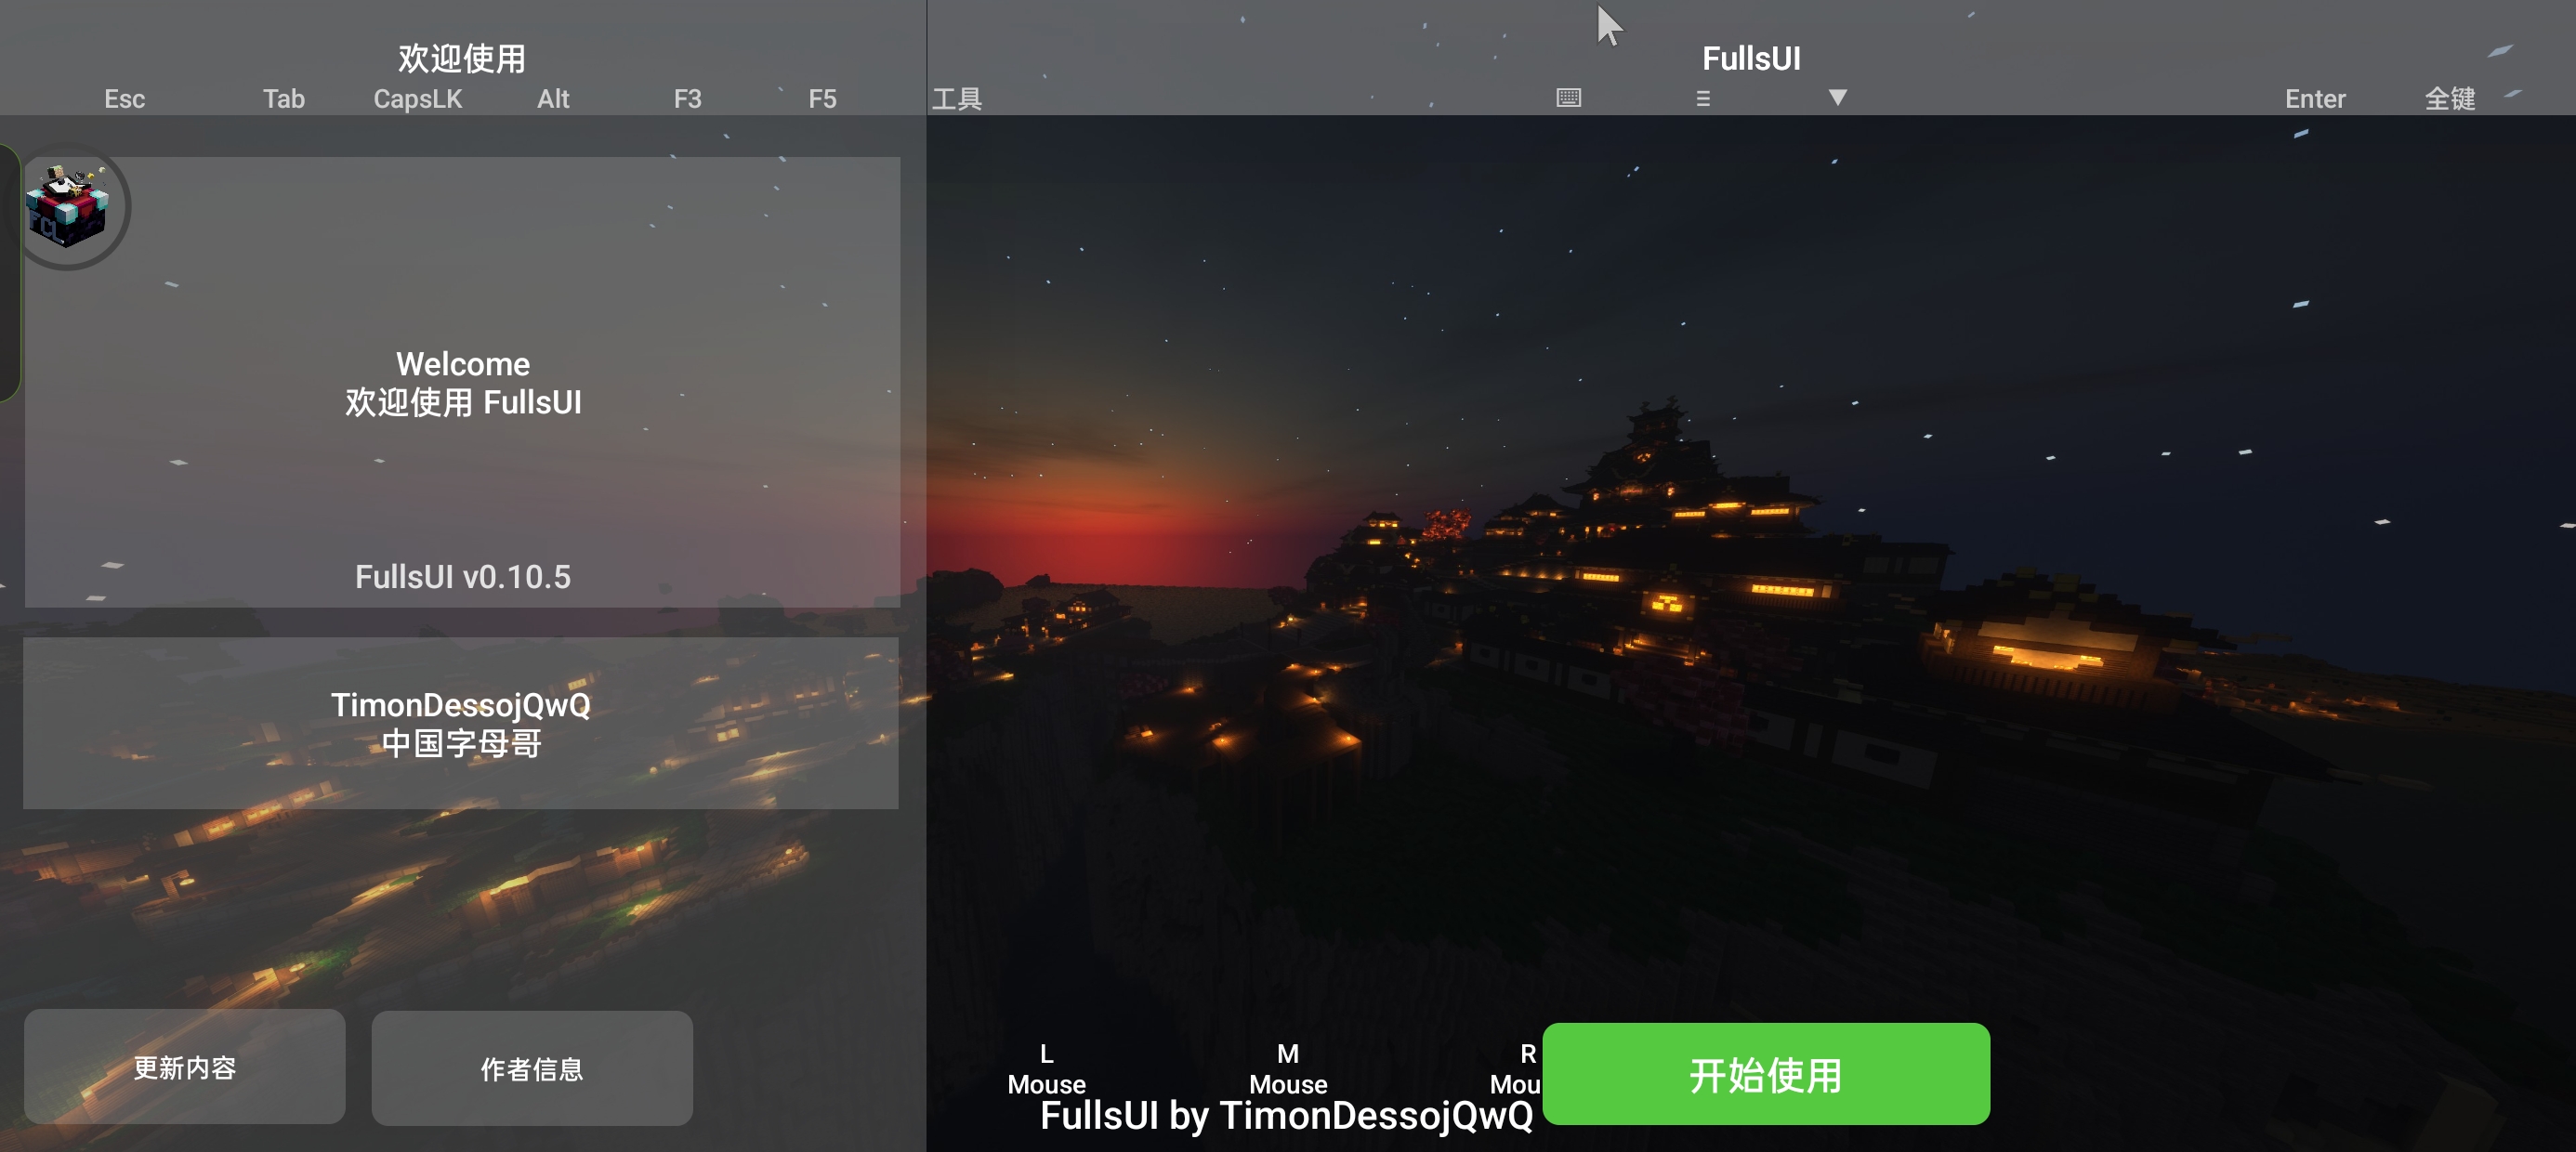 欢迎使用
FullsUI
Esc Tab CapsLK Alt F3 F5 工具 Enter 全键
FCL
Welcome
欢迎使用 FullsUI
FullsUI v0.10.5
TimonDessojQwQ
中国字母哥
更新内容
作者信息
L
Mouse
M
Mouse
R
Mou
FullsUI by TimonDessojQwQ
开始使用